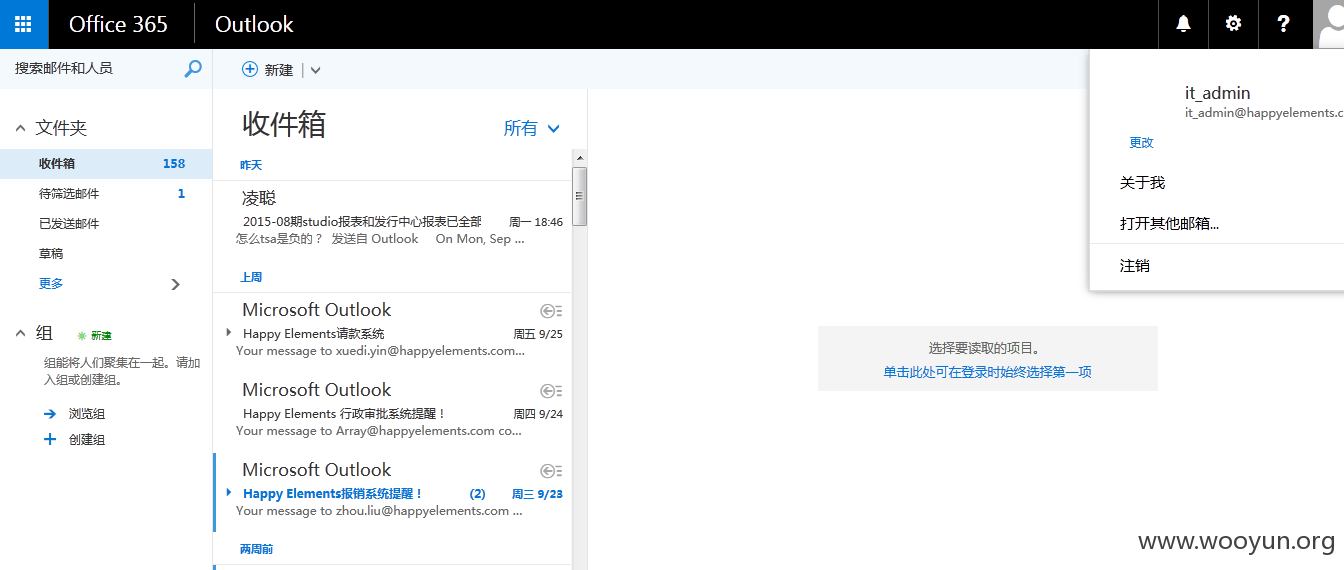 Office 365
Outlook
搜索邮件和人员
新建
文件夹
收件箱 158
待筛选邮件 1
已发送邮件
草稿
更多
组 新建
组能将人们聚集在一起。请加
入组或创建组。
浏览组
创建组
收件箱 所有
昨天
凌聪
2015-08期studio报表和发行中心报表已全部 周一 18:46
怎么tsa是负的？ 发送自 Outlook On Mon, Sep ...
上周
Microsoft Outlook
Happy Elements请款系统 周五 9/25
Your message to xuedi.yin@happyelements.com...
Microsoft Outlook
Happy Elements 行政审批系统提醒！ 周四 9/24
Your message to Array@happyelements.com co...
Microsoft Outlook
Happy Elements报销系统提醒！ (2) 周三 9/23
Your message to zhou.liu@happyelements.com ...
两周前
选择要读取的项目。
单击此处可在登录时始终选择第一项
it_admin
it_admin@happyelements.c
更改
关于我
打开其他邮箱...
注销
www.wooyun.org